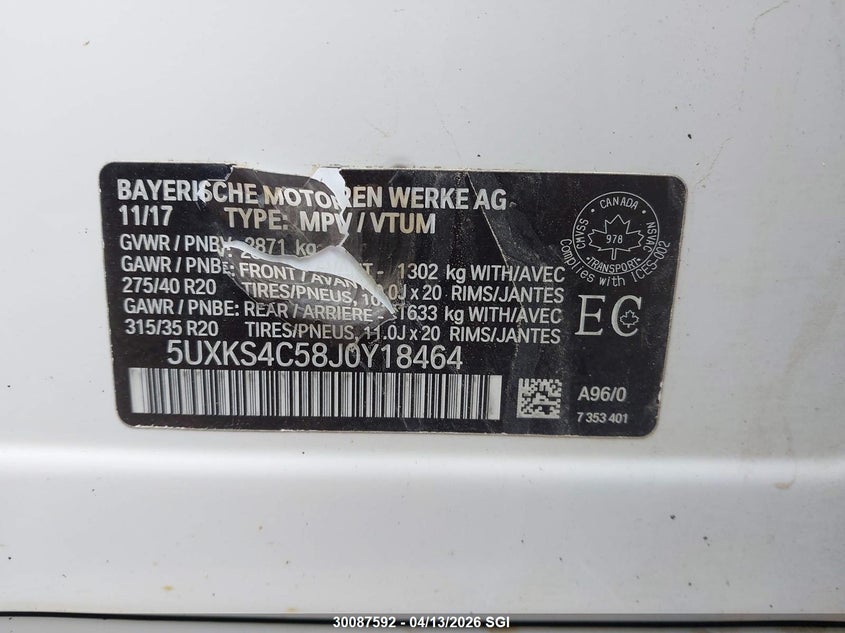 BAYERISCHE MOTOREN WERKE AG
11/17 TYPE: MPV / VTUM
GVWR / PNBV: 2871 kg
GAWR / PNBE: FRONT / AVANT - 1302 kg WITH/AVEC
275/40 R20 TIRES/PNEUS, 10.0J x 20 RIMS/JANTES
GAWR / PNBE: REAR / ARRIERE - 1633 kg WITH/AVEC
315/35 R20 TIRES/PNEUS, 11.0J x 20 RIMS/JANTES
5UXKS4C58J0Y18464
CMVSS CANADA NSVAC
978
TRANSPORT
Complies with / ICES-002
EC
A96/0
7 353 401
30087592 - 04/13/2026 SGI